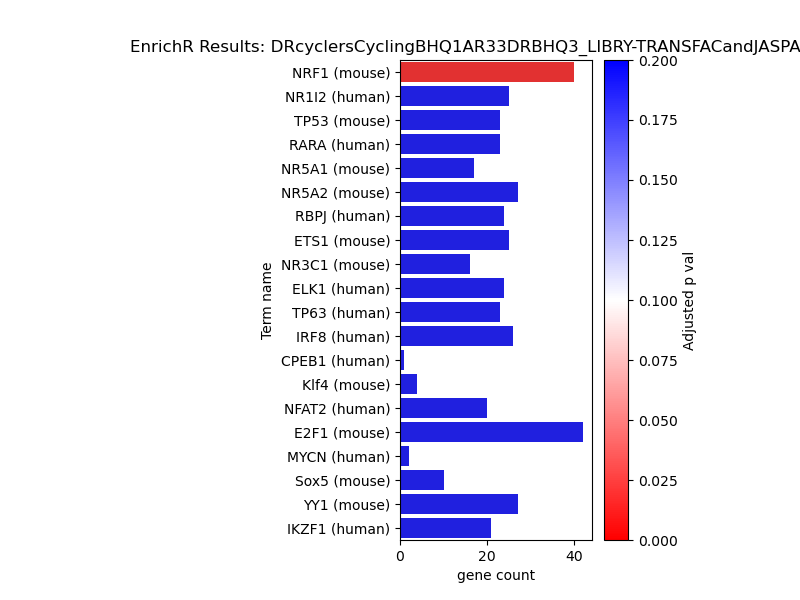 EnrichR Results: DRcyclersCyclingBHQ1AR33DRBHQ3_LIBRY-TRANSFACandJASPA
NRF1 (mouse)
NR1I2 (human)
TP53 (mouse)
RARA (human)
NR5A1 (mouse)
NR5A2 (mouse)
RBPJ (human)
ETS1 (mouse)
NR3C1 (mouse)
ELK1 (human)
TP63 (human)
IRF8 (human)
CPEB1 (human)
Klf4 (mouse)
NFAT2 (human)
E2F1 (mouse)
MYCN (human)
Sox5 (mouse)
YY1 (mouse)
IKZF1 (human)
Term name
0 20 40
gene count
0.200
0.175
0.150
0.125
0.100
0.075
0.050
0.025
0.000
Adjusted p val